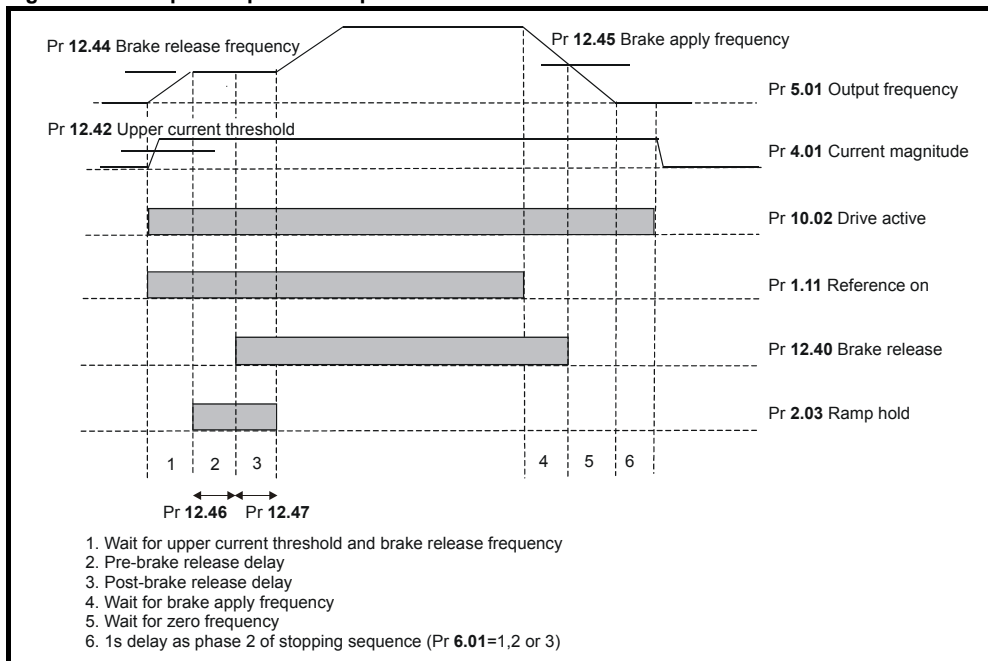 Pr 12.44 Brake release frequency
Pr 12.45 Brake apply frequency
Pr 5.01 Output frequency
Pr 12.42 Upper current threshold
Pr 4.01 Current magnitude
Pr 10.02 Drive active
Pr 1.11 Reference on
Pr 12.40 Brake release
Pr 2.03 Ramp hold
1 2 3 4 5 6
Pr 12.46 Pr 12.47
1. Wait for upper current threshold and brake release frequency
2. Pre-brake release delay
3. Post-brake release delay
4. Wait for brake apply frequency
5. Wait for zero frequency
6. 1s delay as phase 2 of stopping sequence (Pr 6.01=1,2 or 3)